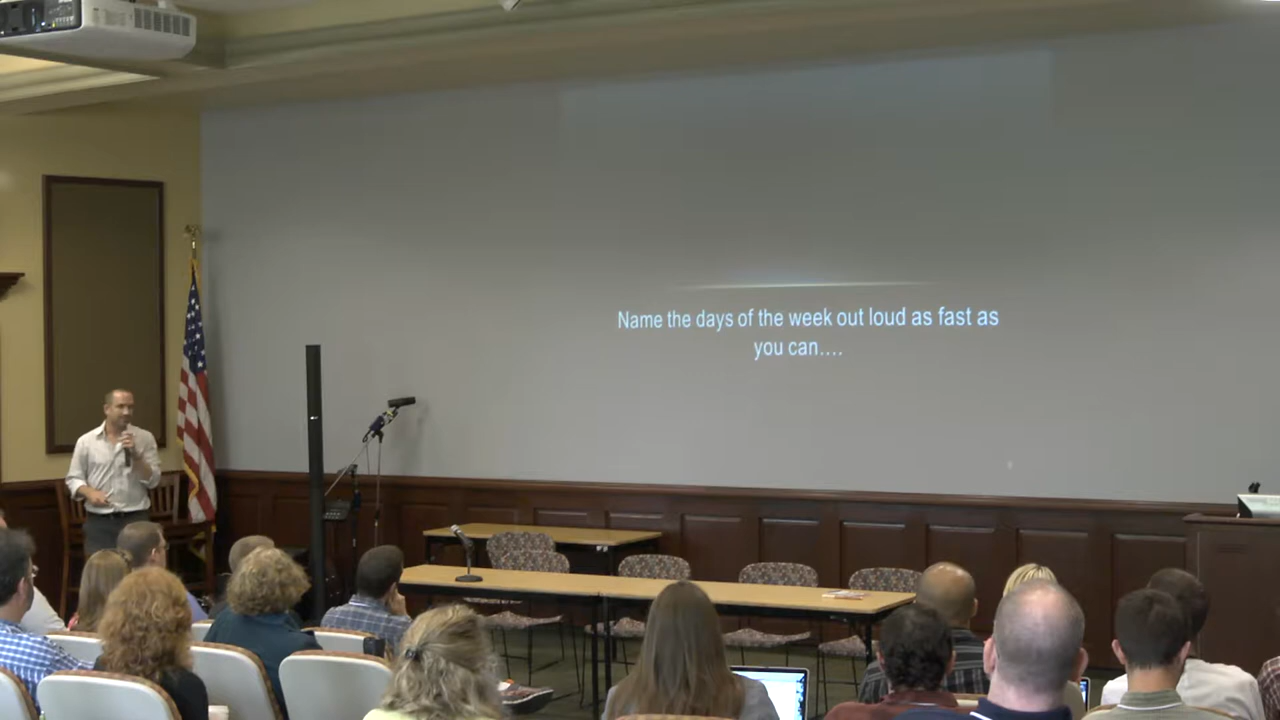 Name the days of the week out loud as fast as
you can....